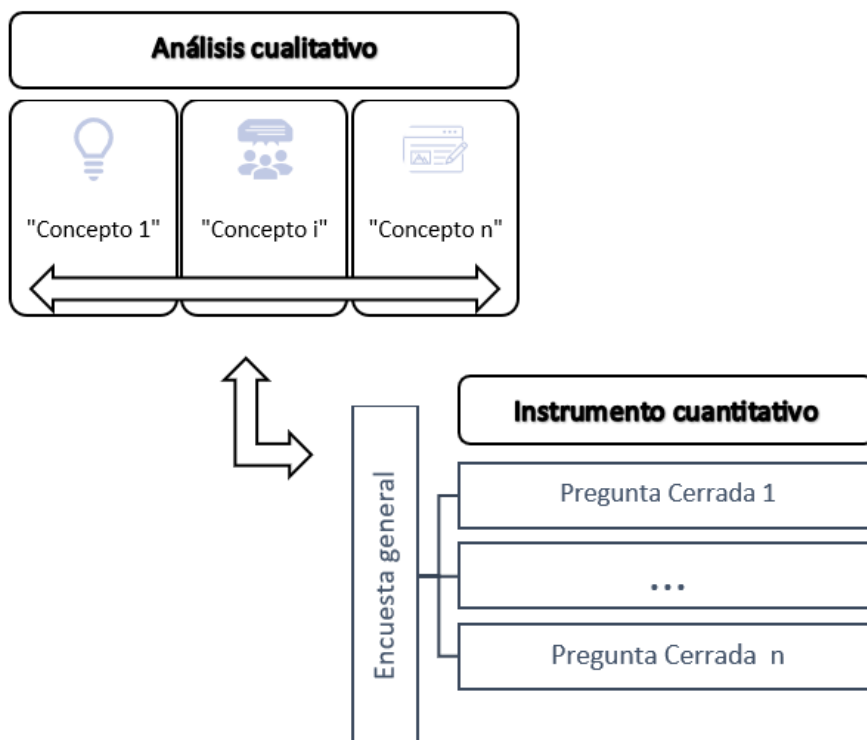 Análisis cualitativo
"Concepto 1"
"Concepto i"
"Concepto n"
Instrumento cuantitativo
Encuesta general
Pregunta Cerrada 1
...
Pregunta Cerrada n